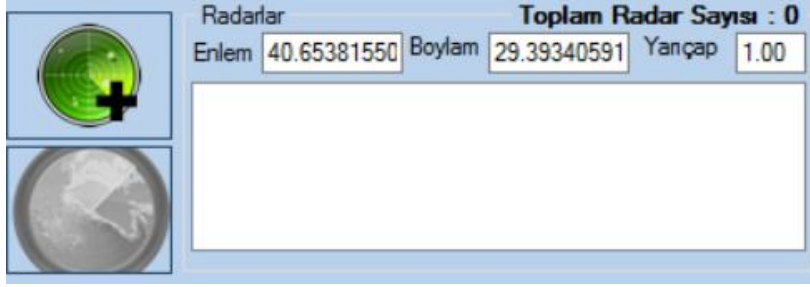 Radarlar Toplam Radar Sayısı : 0
Enlem 40.65381550 Boylam 29.39340591 Yarıçap 1.00